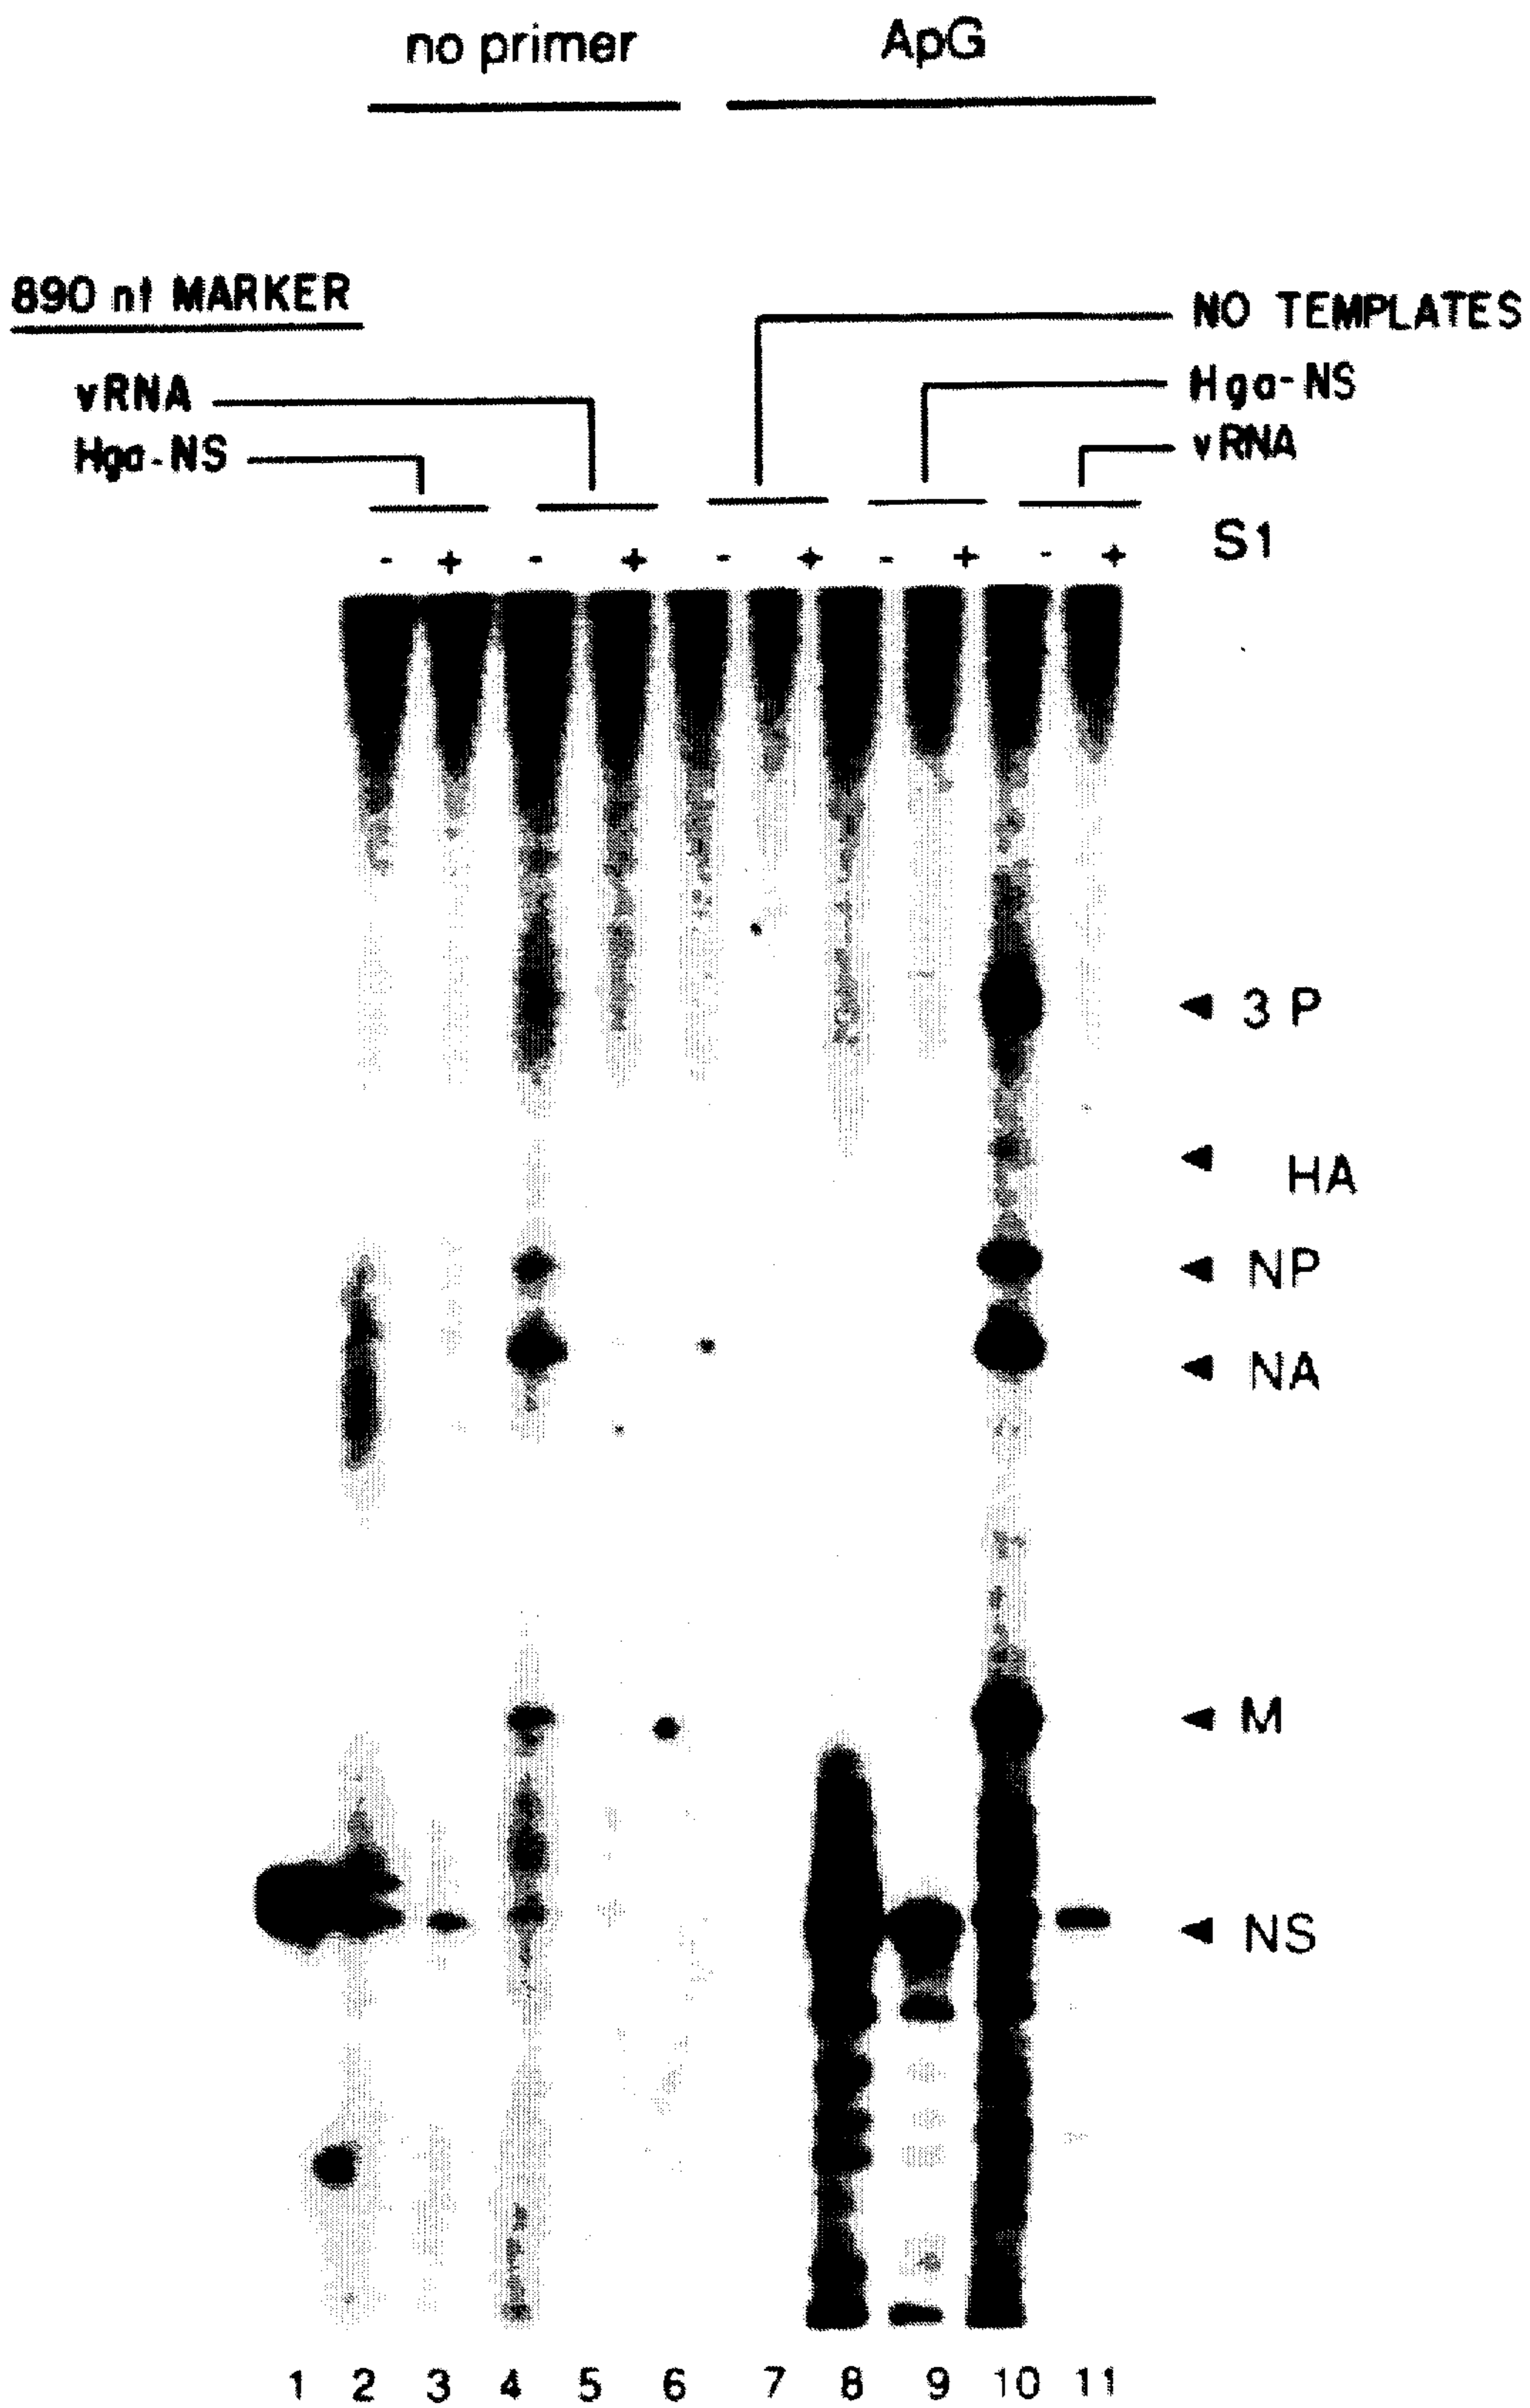 no primer ApG
890 nt MARKER
NO TEMPLATES
Hga-NS
vRNA
vRNA
Hga-NS
S1
- + - + - + - + - +
3 P
HA
NP
NA
M
NS
1 2 3 4 5 6 7 8 9 10 11